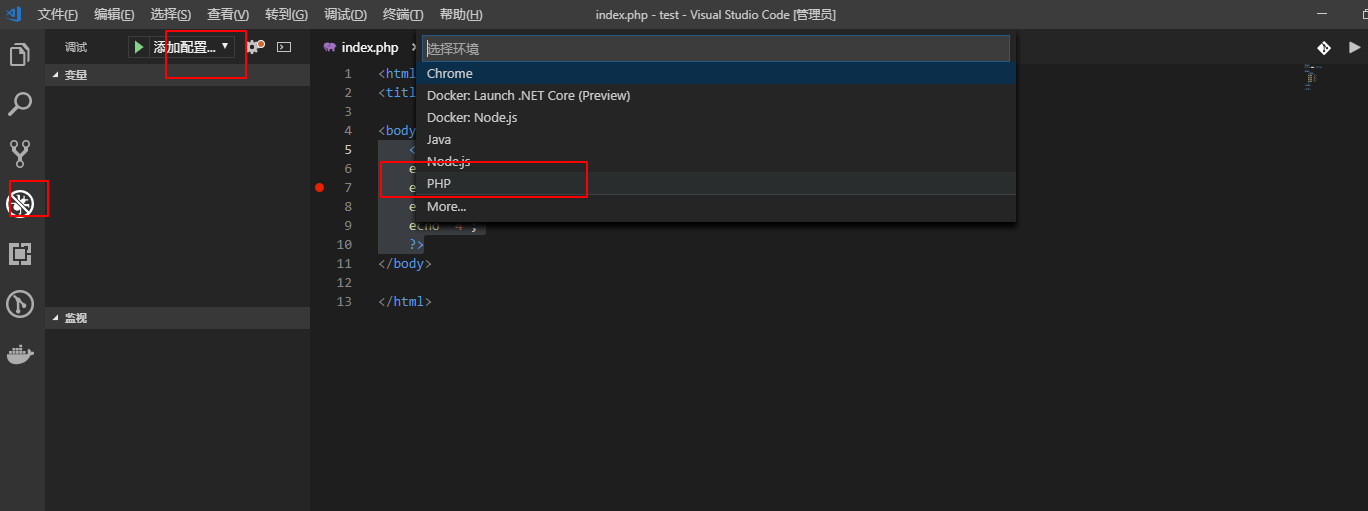 文件(F) 编辑(E) 选择(S) 查看(V) 转到(G) 调试(D) 终端(T) 帮助(H) index.php - test - Visual Studio Code [管理员]
调试 添加配置... index.php
选择环境
Chrome
Docker: Launch .NET Core (Preview)
Docker: Node.js
Java
Node.js
PHP
More...
变量
监视
1 <html
2 <titl
3
4 <body
5 <
6 e
7 e
8 e
9 echo "4";
10 ?>
11 </body>
12
13 </html>